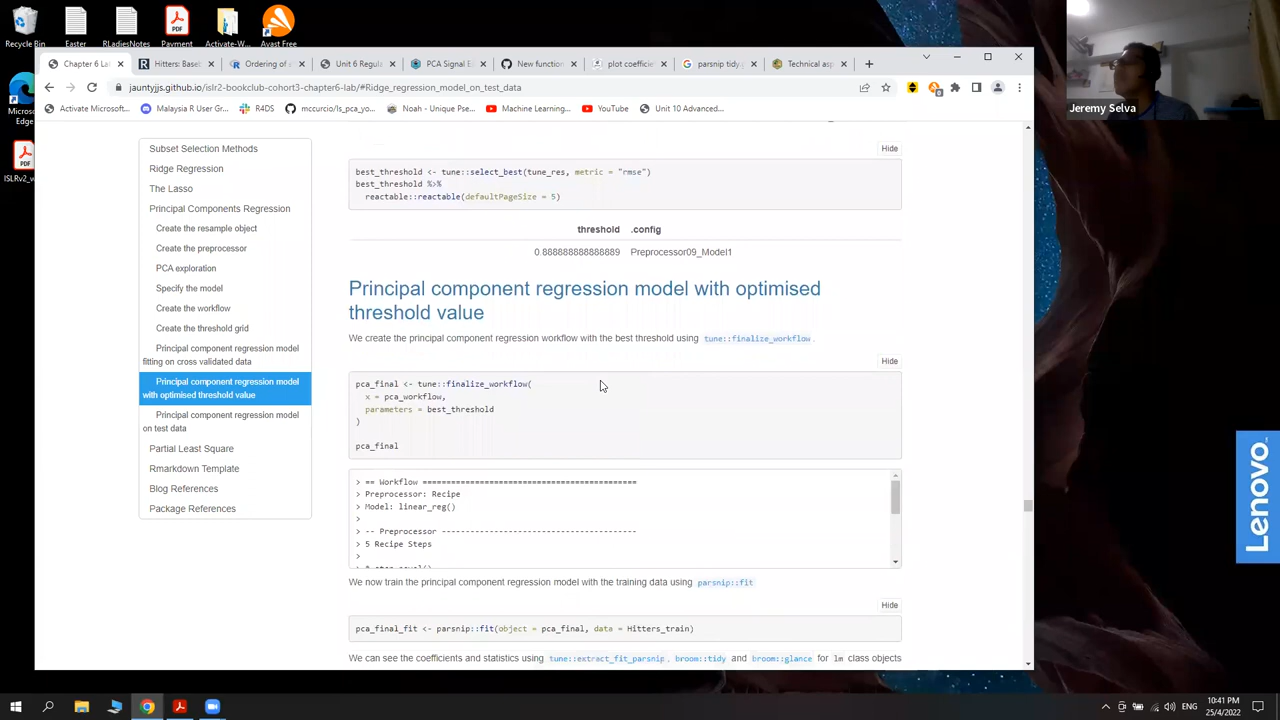 Recycle Bin
Easter
RLadiesNotes
Payment
Activate-W...
Avast Free
Chapter 6 La
Hitters: Baseb
Ordering of
Unit 6 Regula
PCA Signal E
New function
plot coefficien
parsnip tidy.
Technical asp
jauntyjjs.github.io/islr2-bookclub-cohort3-chapter6-lab/#Ridge_regression_model_on_test_data
Activate Microsoft...
Malaysia R User Gr...
R4DS
mccurcio/ls_pca_yo...
Noah - Unique Pse...
Machine Learning...
YouTube
Unit 10 Advanced...
Jeremy Selva
Micros
Edge
ISLRv2_w
Subset Selection Methods
Ridge Regression
The Lasso
Principal Components Regression
Create the resample object
Create the preprocessor
PCA exploration
Specify the model
Create the workflow
Create the threshold grid
Principal component regression model
fitting on cross validated data
Principal component regression model
with optimised threshold value
Principal component regression model
on test data
Partial Least Square
Rmarkdown Template
Blog References
Package References
Hide
best_threshold <- tune::select_best(tune_res, metric = "rmse")
best_threshold %>%
reactable::reactable(defaultPageSize = 5)
threshold .config
0.888888888888889 Preprocessor09_Model1
Principal component regression model with optimised
threshold value
We create the principal component regression workflow with the best threshold using tune::finalize_workflow.
Hide
pca_final <- tune::finalize_workflow(
x = pca_workflow,
parameters = best_threshold
)
pca_final
> == Workflow ============================================
> Preprocessor: Recipe
> Model: linear_reg()
>
> -- Preprocessor ----------------------------------------
> 5 Recipe Steps
>
We now train the principal component regression model with the training data using parsnip::fit
Hide
pca_final_fit <- parsnip::fit(object = pca_final, data = Hitters_train)
We can see the coefficients and statistics using tune::extract_fit_parsnip, broom::tidy and broom::glance for lm class objects
Lenovo
10:41 PM
25/4/2022